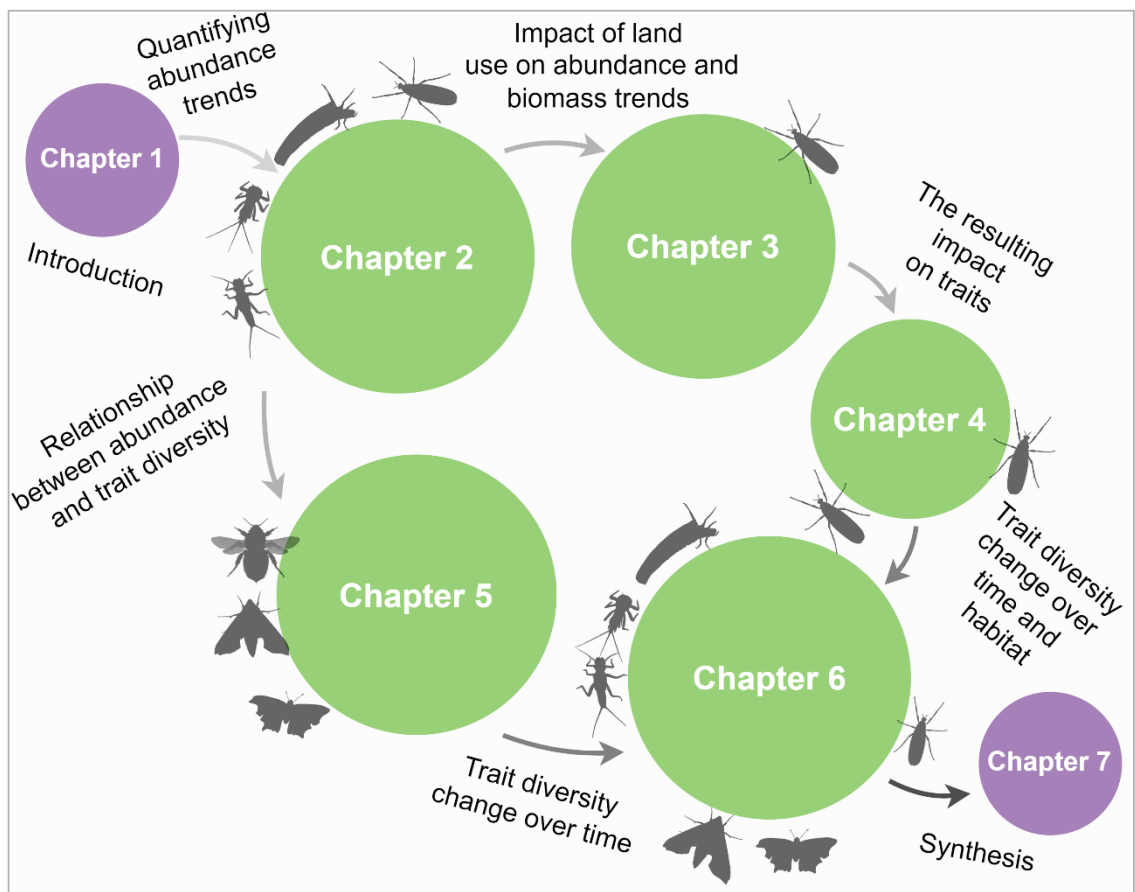 Quantifying
abundance
trends
Impact of land
use on abundance and
biomass trends
Chapter 1
Introduction
Chapter 2
Chapter 3
The resulting
impact
on traits
Chapter 4
Relationship
between abundance
and trait diversity
Chapter 5
Trait diversity
change over
time and
habitat
Chapter 6
Trait diversity
change over time
Chapter 7
Synthesis